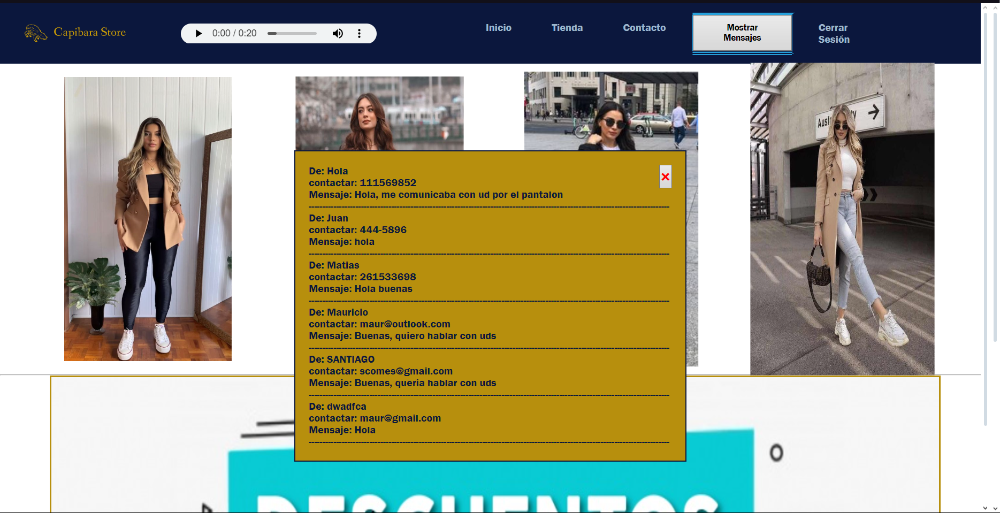 Capibara Store
0:00 / 0:20
Inicio
Tienda
Contacto
Mostrar
Mensajes
Cerrar
Sesión
De: Hola
contactar: 111569852
Mensaje: Hola, me comunicaba con ud por el pantalon
De: Juan
contactar: 444-5896
Mensaje: hola
De: Matias
contactar: 261533698
Mensaje: Hola buenas
De: Mauricio
contactar: maur@outlook.com
Mensaje: Buenas, quiero hablar con uds
De: SANTIAGO
contactar: scomes@gmail.com
Mensaje: Buenas, queria hablar con uds
De: dwadfca
contactar: maur@gmail.com
Mensaje: Hola
DESCUENTOS